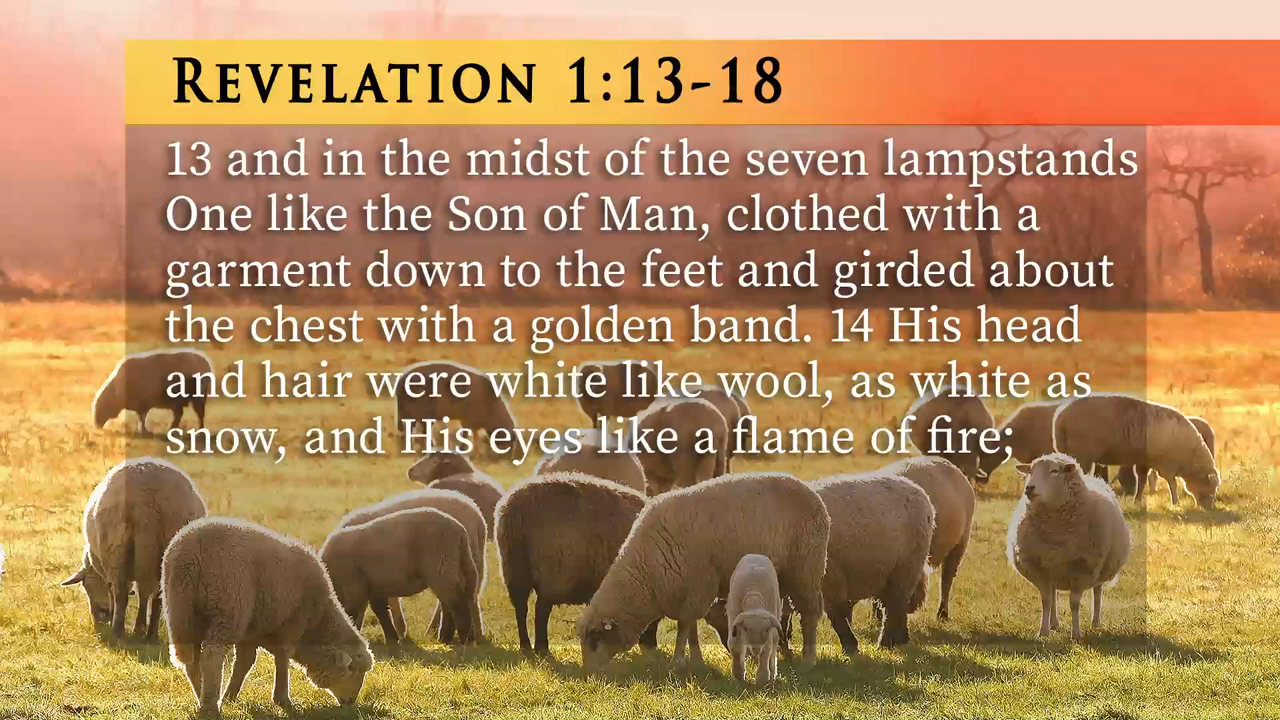 Revelation 1:13-18
13 and in the midst of the seven lampstands
One like the Son of Man, clothed with a
garment down to the feet and girded about
the chest with a golden band. 14 His head
and hair were white like wool, as white as
snow, and His eyes like a flame of fire;